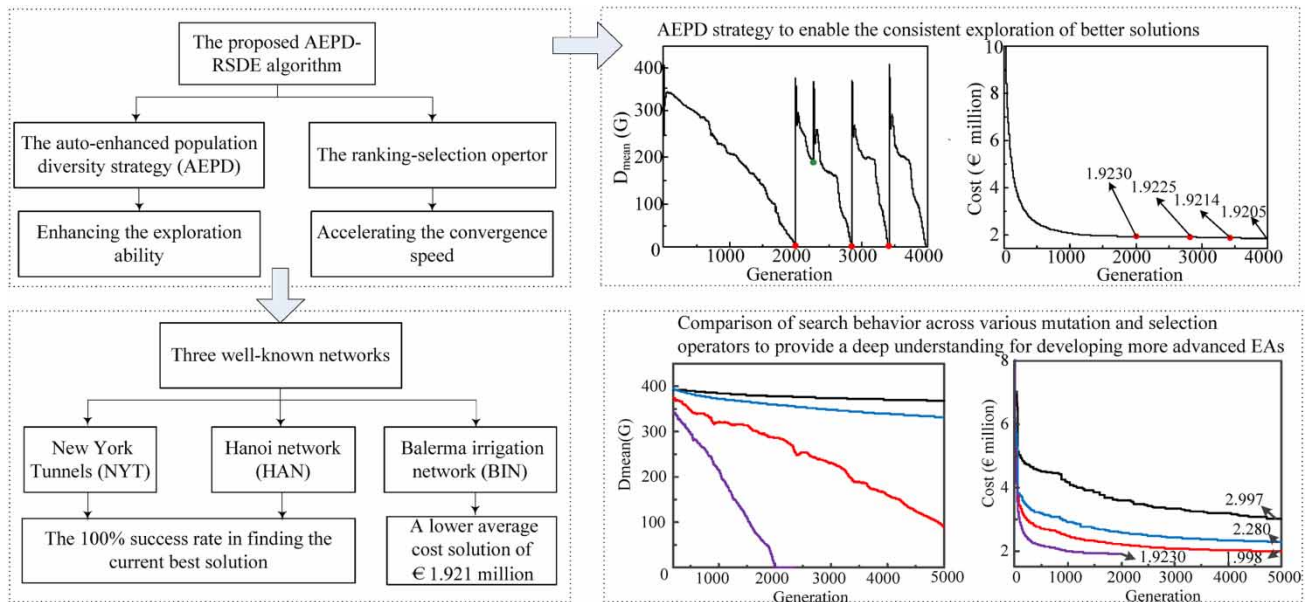 The proposed AEPD-
RSDE algorithm
The auto-enhanced population
diversity strategy (AEPD)
The ranking-selection opertor
Enhancing the exploration
ability
Accelerating the convergence
speed
AEPD strategy to enable the consistent exploration of better solutions
400
300
200
100
0
D_mean (G)
0 1000 2000 3000 4000
Generation
10
8
6
4
2
Cost (€ million)
1.9230
1.9225
1.9214
1.9205
0 1000 2000 3000 4000
Generation
Three well-known networks
New York
Tunnels (NYT)
Hanoi network
(HAN)
Balerma irrigation
network (BIN)
The 100% success rate in finding the
current best solution
A lower average
cost solution of
€ 1.921 million
Comparison of search behavior across various mutation and selection
operators to provide a deep understanding for developing more advanced EAs
400
300
200
100
0
Dmean(G)
1000 2000 3000 4000 5000
Generation
8
6
4
2
Cost (€ million)
2.997
2.280
1.998
1.9230
0 1000 2000 3000 4000 5000
Generation